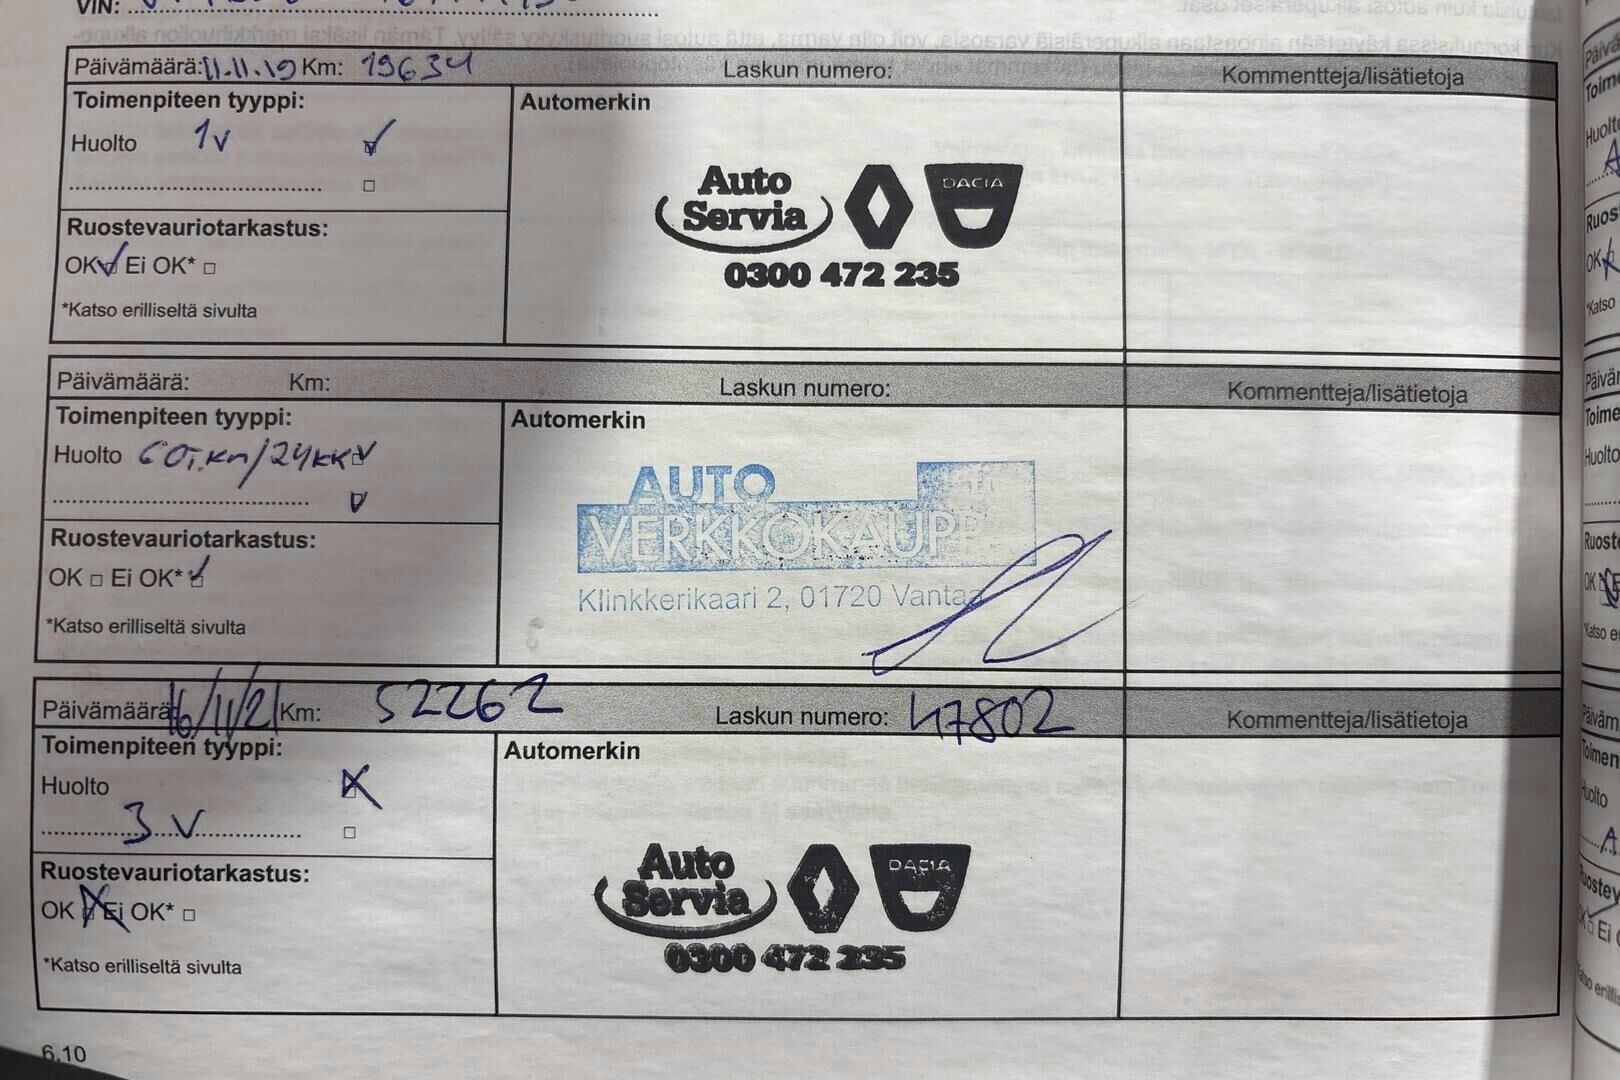 VIN:
Päivämäärä: 11.11.19 Km: 19634 Laskun numero: Kommentteja/lisätietoja
Toimenpiteen tyyppi:
Huolto 1v
Ruostevauriotarkastus:
OK Ei OK*
*Katso erilliseltä sivulta
Automerkin
Auto
Servia
DACIA
0300 472 235
Päivämäärä: Km: Laskun numero: Kommentteja/lisätietoja
Toimenpiteen tyyppi:
Huolto 60t.km/24kk
Ruostevauriotarkastus:
OK Ei OK*
*Katso erilliseltä sivulta
Automerkin
AUTO
VERKKOKAUPP
Klinkkerikaari 2, 01720 Vantaa
Päivämäärä 16/11/21 Km: 52262 Laskun numero: 47802 Kommentteja/lisätietoja
Toimenpiteen tyyppi:
Huolto
3v
Ruostevauriotarkastus:
OK Ei OK*
*Katso erilliseltä sivulta
Automerkin
Auto
Servia
DACIA
0300 472 235
6.10